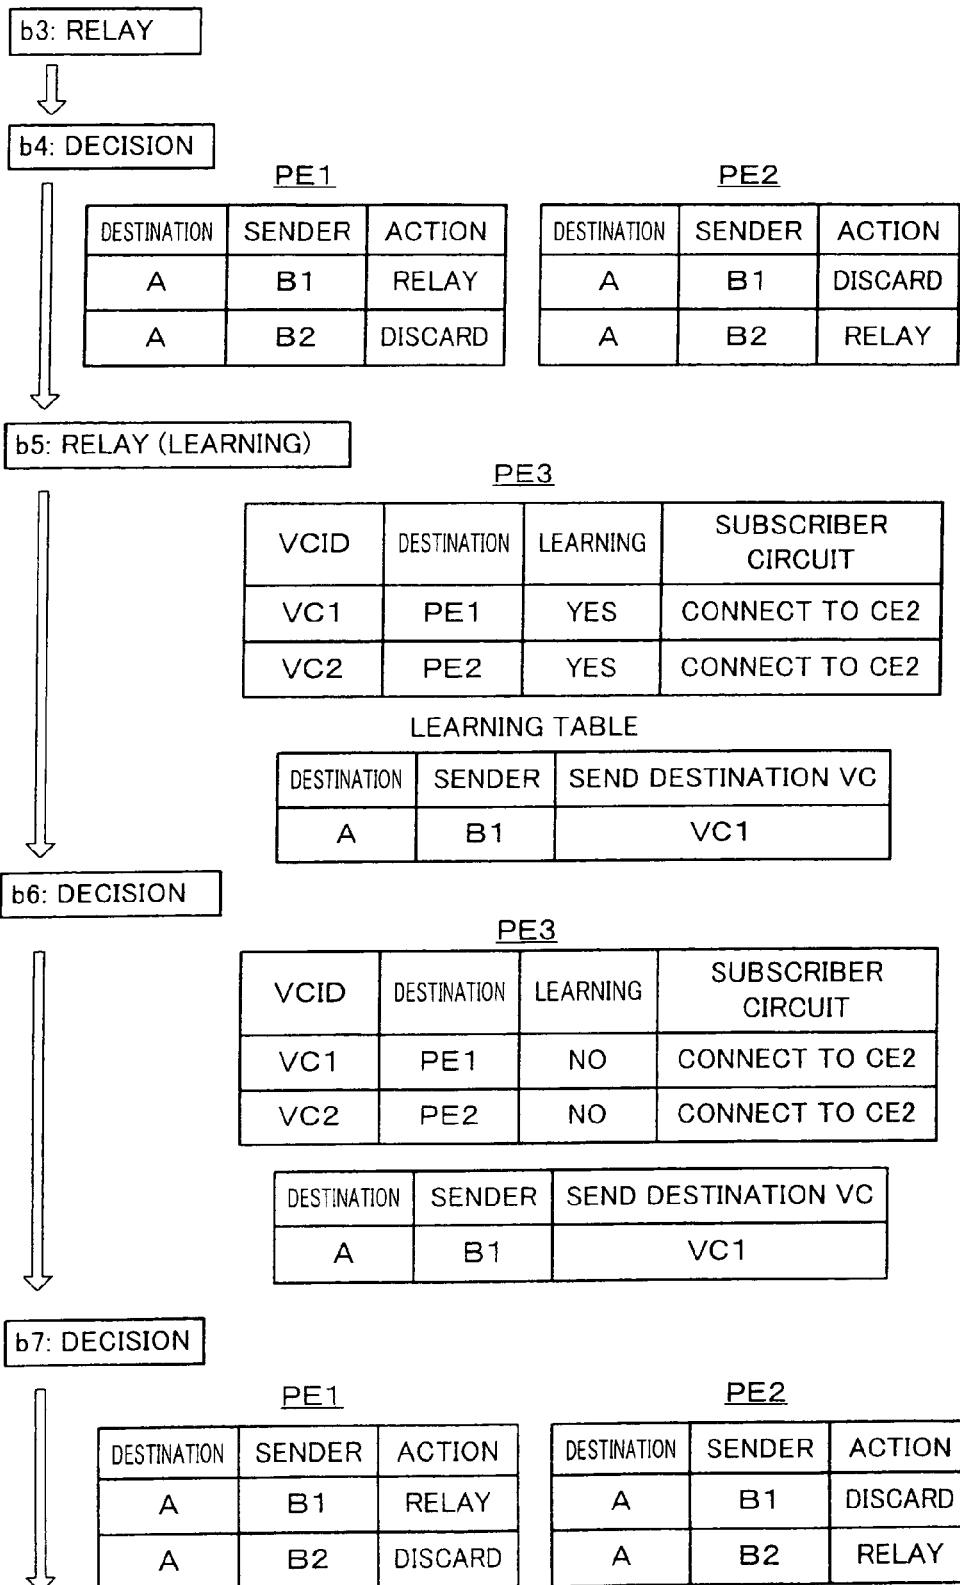 b3: RELAY
b4: DECISION
PE1
PE2
DESTINATION SENDER ACTION
A B1 RELAY
A B2 DISCARD
DESTINATION SENDER ACTION
A B1 DISCARD
A B2 RELAY
b5: RELAY (LEARNING)
PE3
VCID DESTINATION LEARNING SUBSCRIBER CIRCUIT
VC1 PE1 YES CONNECT TO CE2
VC2 PE2 YES CONNECT TO CE2
LEARNING TABLE
DESTINATION SENDER SEND DESTINATION VC
A B1 VC1
b6: DECISION
PE3
VCID DESTINATION LEARNING SUBSCRIBER CIRCUIT
VC1 PE1 NO CONNECT TO CE2
VC2 PE2 NO CONNECT TO CE2
DESTINATION SENDER SEND DESTINATION VC
A B1 VC1
b7: DECISION
PE1
PE2
DESTINATION SENDER ACTION
A B1 RELAY
A B2 DISCARD
DESTINATION SENDER ACTION
A B1 DISCARD
A B2 RELAY